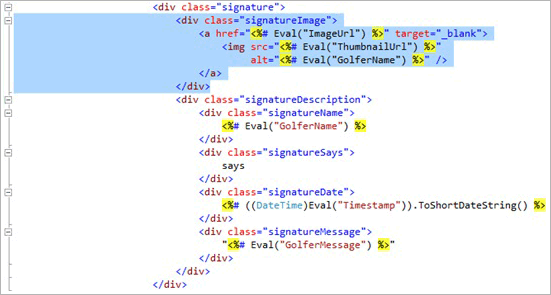 <div class="signature">
<div class="signatureImage">
<a href="<%# Eval("ImageUrl") %>" target="_blank">
<img src="<%# Eval("ThumbnailUrl") %>"
alt="<%# Eval("GolferName") %>" />
</a>
</div>
<div class="signatureDescription">
<div class="signatureName">
<%# Eval("GolferName") %>
</div>
<div class="signatureSays">
says
</div>
<div class="signatureDate">
<%# ((DateTime)Eval("Timestamp")).ToShortDateString() %>
</div>
<div class="signatureMessage">
"<%# Eval("GolferMessage") %>"
</div>
</div>
</div>